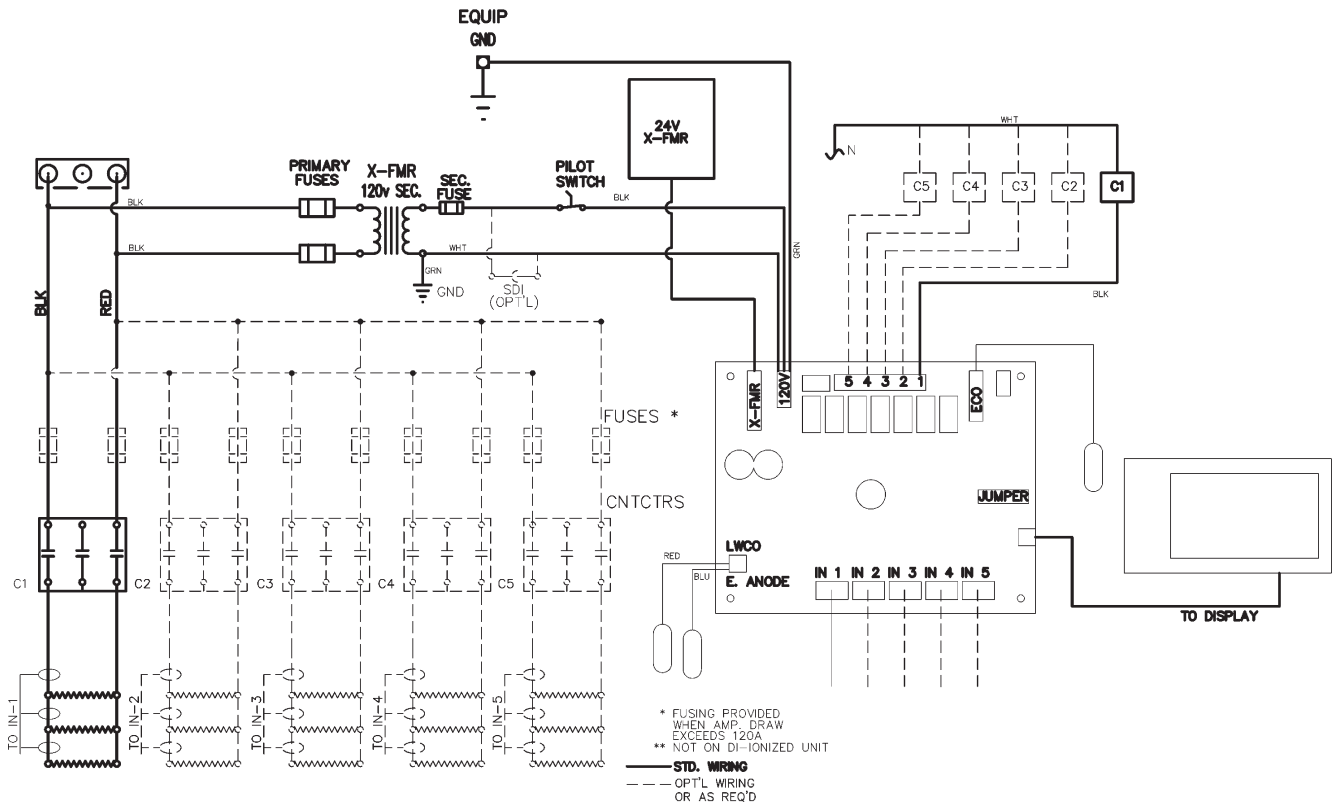 EQUIP
GND
24V
X-FMR
WHT
N
PRIMARY
FUSES
X-FMR
120v SEC.
SEC.
FUSE
PILOT
SWITCH
C5
C4
C3
C2
C1
BLK
BLK
BLK
WHT
GRN
GND
SDI
(OPT'L)
GRN
BLK
BLK
RED
X-FMR
120V
5 4 3 2 1
ECO
FUSES *
CNTCTRS
JUMPER
C1
C2
C3
C4
C5
RED
BLU
LWCO
E. ANODE
IN 1
IN 2
IN 3
IN 4
IN 5
TO DISPLAY
TO IN-1
TO IN-2
TO IN-3
TO IN-4
TO IN-5
* FUSING PROVIDED
WHEN AMP. DRAW
EXCEEDS 120A
** NOT ON DI-IONIZED UNIT
STD. WIRING
OPT'L WIRING
OR AS REQ'D